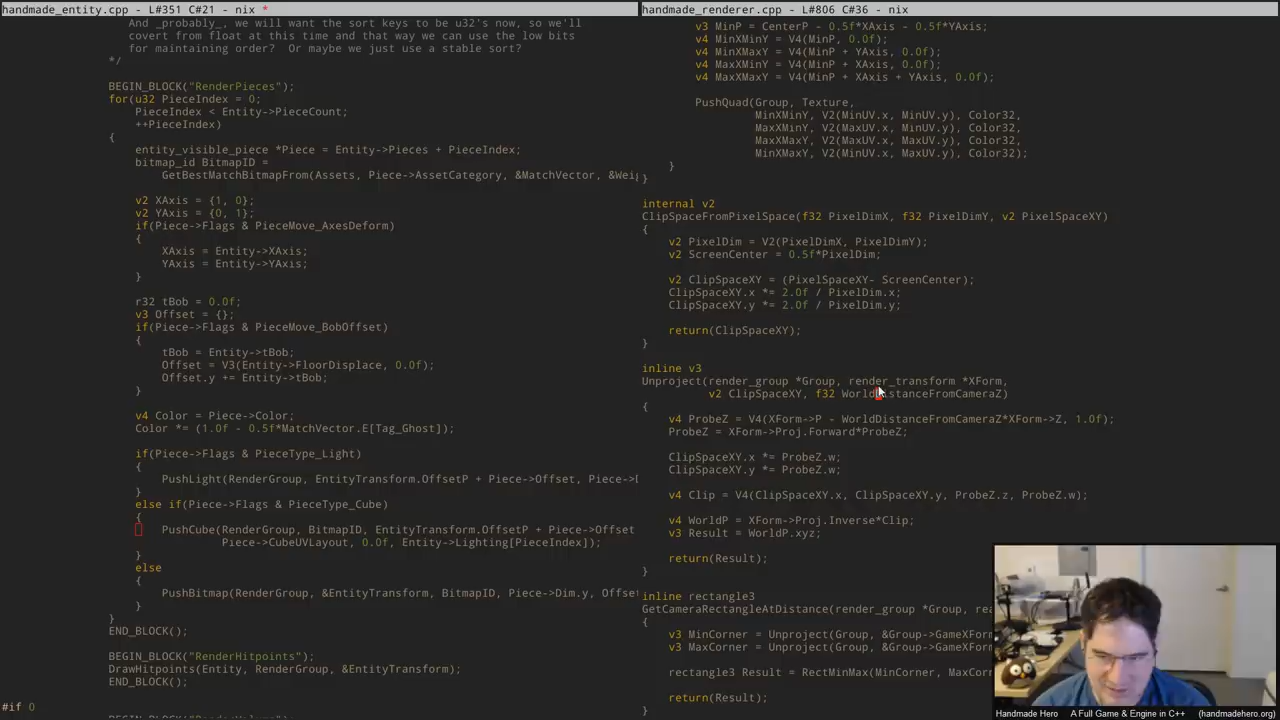 handmade_entity.cpp - L#351 C#21 - nix *
And _probably_, we will want the sort keys to be u32's now, so we'll
covert from float at this time and that way we can use the low bits
for maintaining order?  Or maybe we just use a stable sort?
*/
BEGIN_BLOCK("RenderPieces");
for(u32 PieceIndex = 0;
PieceIndex < Entity->PieceCount;
++PieceIndex)
{
entity_visible_piece *Piece = Entity->Pieces + PieceIndex;
bitmap_id BitmapID =
GetBestMatchBitmapFrom(Assets, Piece->AssetCategory, &MatchVector, &Wei
v2 XAxis = {1, 0};
v2 YAxis = {0, 1};
if(Piece->Flags & PieceMove_AxesDeform)
{
XAxis = Entity->XAxis;
YAxis = Entity->YAxis;
}
r32 tBob = 0.0f;
v3 Offset = {};
if(Piece->Flags & PieceMove_BobOffset)
{
tBob = Entity->tBob;
Offset = V3(Entity->FloorDisplace, 0.0f);
Offset.y += Entity->tBob;
}
v4 Color = Piece->Color;
Color *= (1.0f - 0.5f*MatchVector.E[Tag_Ghost]);
if(Piece->Flags & PieceType_Light)
{
PushLight(RenderGroup, EntityTransform.OffsetP + Piece->Offset, Piece->
}
else if(Piece->Flags & PieceType_Cube)
{
PushCube(RenderGroup, BitmapID, EntityTransform.OffsetP + Piece->Offset
Piece->CubeUVLayout, 0.0f, Entity->Lighting[PieceIndex]);
}
else
{
PushBitmap(RenderGroup, &EntityTransform, BitmapID, Piece->Dim.y, Offse
}
}
END_BLOCK();
BEGIN_BLOCK("RenderHitpoints");
DrawHitpoints(Entity, RenderGroup, &EntityTransform);
END_BLOCK();
#if 0
handmade_renderer.cpp - L#806 C#36 - nix
v3 MinP = CenterP - 0.5f*XAxis - 0.5f*YAxis;
v4 MinXMinY = V4(MinP, 0.0f);
v4 MinXMaxY = V4(MinP + YAxis, 0.0f);
v4 MaxXMinY = V4(MinP + XAxis, 0.0f);
v4 MaxXMaxY = V4(MinP + XAxis + YAxis, 0.0f);
PushQuad(Group, Texture,
MinXMinY, V2(MinUV.x, MinUV.y), Color32,
MaxXMinY, V2(MaxUV.x, MinUV.y), Color32,
MaxXMaxY, V2(MaxUV.x, MaxUV.y), Color32,
MinXMaxY, V2(MinUV.x, MaxUV.y), Color32);
}
}
internal v2
ClipSpaceFromPixelSpace(f32 PixelDimX, f32 PixelDimY, v2 PixelSpaceXY)
{
v2 PixelDim = V2(PixelDimX, PixelDimY);
v2 ScreenCenter = 0.5f*PixelDim;
v2 ClipSpaceXY = (PixelSpaceXY- ScreenCenter);
ClipSpaceXY.x *= 2.0f / PixelDim.x;
ClipSpaceXY.y *= 2.0f / PixelDim.y;
return(ClipSpaceXY);
}
inline v3
Unproject(render_group *Group, render_transform *XForm,
v2 ClipSpaceXY, f32 WorldDistanceFromCameraZ)
{
v4 ProbeZ = V4(XForm->P - WorldDistanceFromCameraZ*XForm->Z, 1.0f);
ProbeZ = XForm->Proj.Forward*ProbeZ;
ClipSpaceXY.x *= ProbeZ.w;
ClipSpaceXY.y *= ProbeZ.w;
v4 Clip = V4(ClipSpaceXY.x, ClipSpaceXY.y, ProbeZ.z, ProbeZ.w);
v4 WorldP = XForm->Proj.Inverse*Clip;
v3 Result = WorldP.xyz;
return(Result);
}
inline rectangle3
GetCameraRectangleAtDistance(render_group *Group, re
{
v3 MinCorner = Unproject(Group, &Group->GameXF
v3 MaxCorner = Unproject(Group, &Group->GameXF
rectangle3 Result = RectMinMax(MinCorner, MaxCor
return(Result);
}
Handmade Hero    A Full Game & Engine in C++    (handmadehero.org)